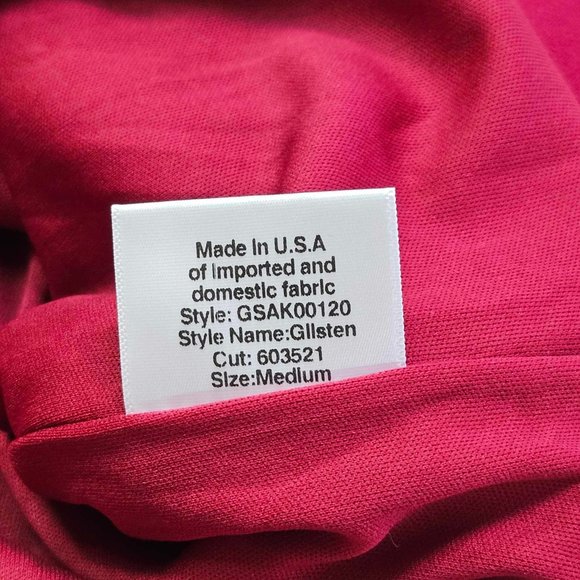 Made In U.S.A
of Imported and
domestic fabric
Style: GSAK00120
Style Name:Glisten
Cut: 603521
Size:Medium